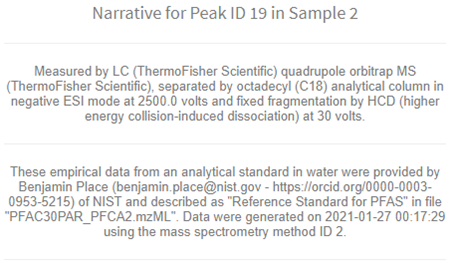 Narrative for Peak ID 19 in Sample 2
Measured by LC (ThermoFisher Scientific) quadrupole orbitrap MS
(ThermoFisher Scientific), separated by octadecyl (C18) analytical column in
negative ESI mode at 2500.0 volts and fixed fragmentation by HCD (higher
energy collision-induced dissociation) at 30 volts.
These empirical data from an analytical standard in water were provided by
Benjamin Place (benjamin.place@nist.gov - https://orcid.org/0000-0003-
0953-5215) of NIST and described as "Reference Standard for PFAS" in file
"PFAC30PAR_PFCA2.mzML". Data were generated on 2021-01-27 00:17:29
using the mass spectrometry method ID 2.